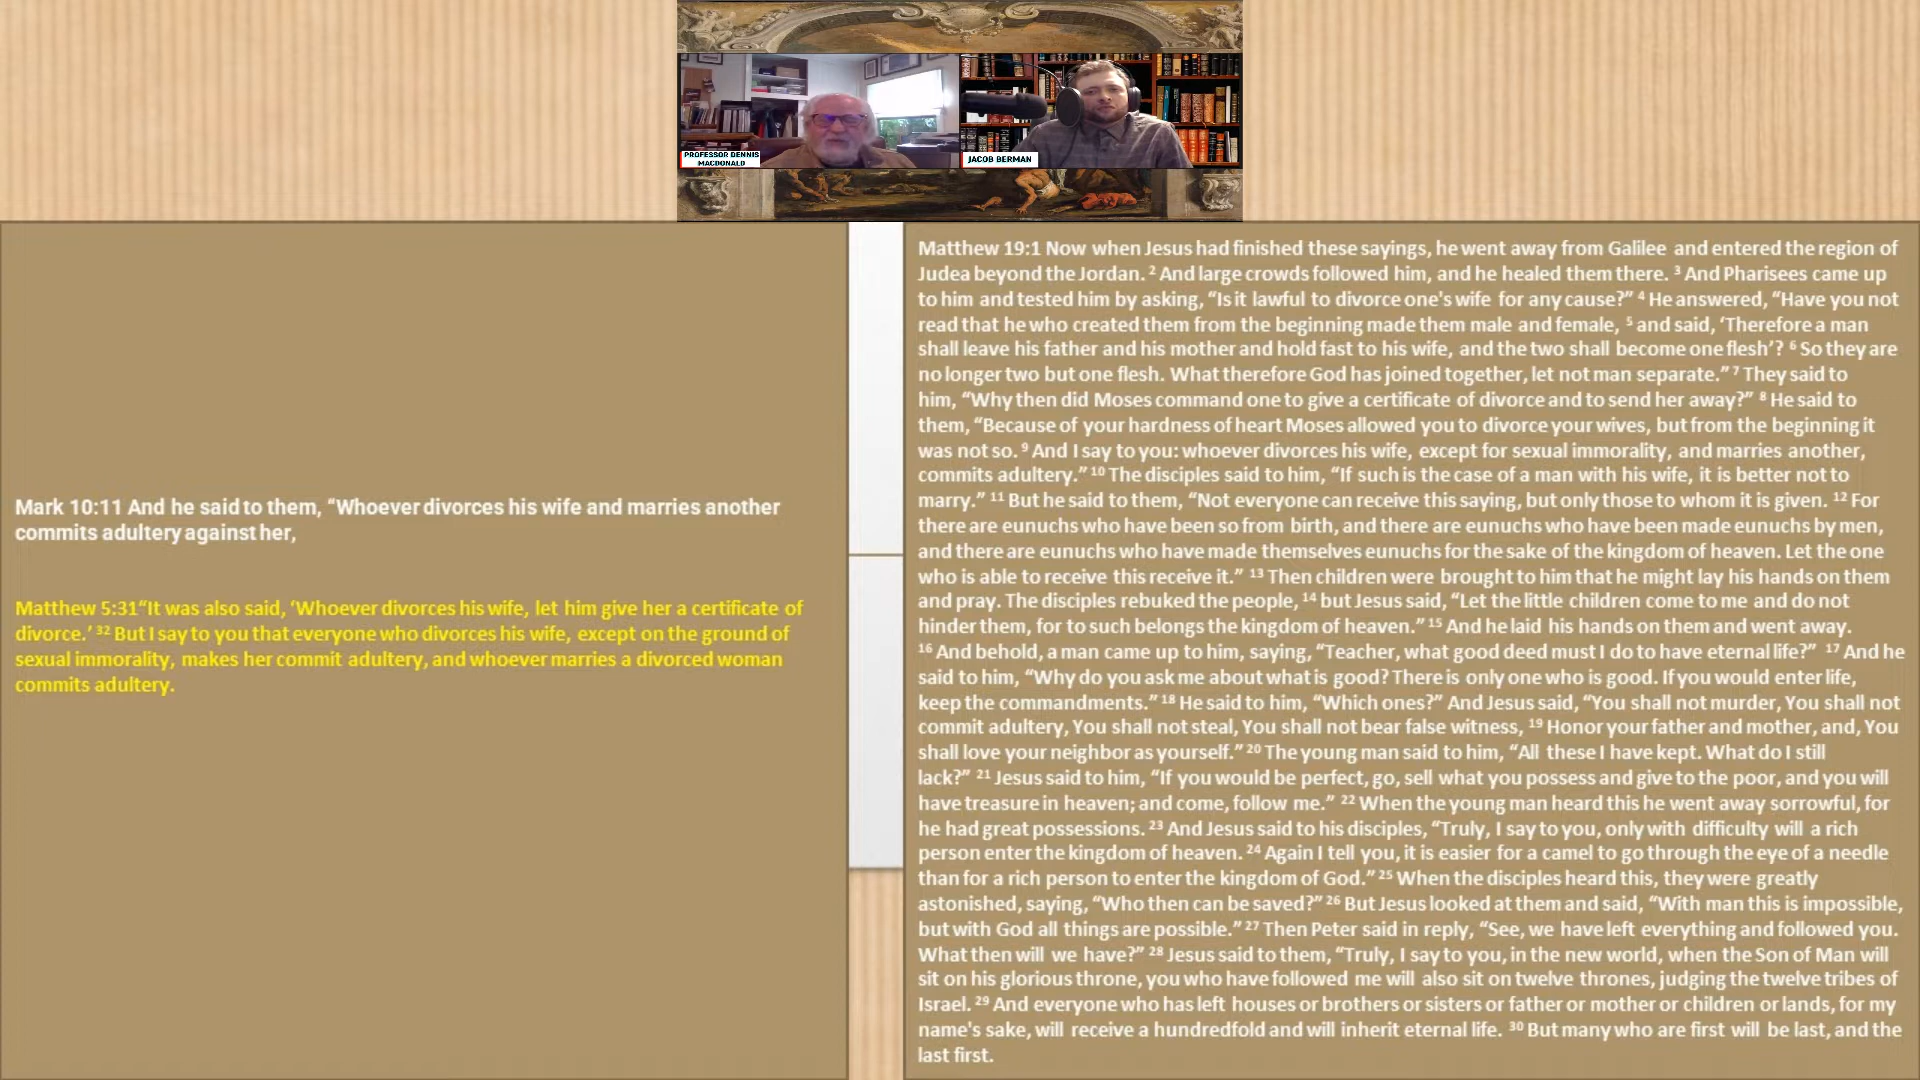 PROFESSOR DENNIS
MACDONALD
JACOB BERMAN
Mark 10:11 And he said to them, “Whoever divorces his wife and marries another
commits adultery against her,
Matthew 5:31“It was also said, ‘Whoever divorces his wife, let him give her a certificate of
divorce.’ 32 But I say to you that everyone who divorces his wife, except on the ground of
sexual immorality, makes her commit adultery, and whoever marries a divorced woman
commits adultery.
Matthew 19:1 Now when Jesus had finished these sayings, he went away from Galilee and entered the region of
Judea beyond the Jordan. 2 And large crowds followed him, and he healed them there. 3 And Pharisees came up
to him and tested him by asking, “Is it lawful to divorce one's wife for any cause?” 4 He answered, “Have you not
read that he who created them from the beginning made them male and female, 5 and said, ‘Therefore a man
shall leave his father and his mother and hold fast to his wife, and the two shall become one flesh’? 6 So they are
no longer two but one flesh. What therefore God has joined together, let not man separate.” 7 They said to
him, “Why then did Moses command one to give a certificate of divorce and to send her away?” 8 He said to
them, “Because of your hardness of heart Moses allowed you to divorce your wives, but from the beginning it
was not so. 9 And I say to you: whoever divorces his wife, except for sexual immorality, and marries another,
commits adultery.” 10 The disciples said to him, “If such is the case of a man with his wife, it is better not to
marry.” 11 But he said to them, “Not everyone can receive this saying, but only those to whom it is given. 12 For
there are eunuchs who have been so from birth, and there are eunuchs who have been made eunuchs by men,
and there are eunuchs who have made themselves eunuchs for the sake of the kingdom of heaven. Let the one
who is able to receive this receive it.” 13 Then children were brought to him that he might lay his hands on them
and pray. The disciples rebuked the people, 14 but Jesus said, “Let the little children come to me and do not
hinder them, for to such belongs the kingdom of heaven.” 15 And he laid his hands on them and went away.
16 And behold, a man came up to him, saying, “Teacher, what good deed must I do to have eternal life?” 17 And he
said to him, “Why do you ask me about what is good? There is only one who is good. If you would enter life,
keep the commandments.” 18 He said to him, “Which ones?” And Jesus said, “You shall not murder, You shall not
commit adultery, You shall not steal, You shall not bear false witness, 19 Honor your father and mother, and, You
shall love your neighbor as yourself.” 20 The young man said to him, “All these I have kept. What do I still
lack?” 21 Jesus said to him, “If you would be perfect, go, sell what you possess and give to the poor, and you will
have treasure in heaven; and come, follow me.” 22 When the young man heard this he went away sorrowful, for
he had great possessions. 23 And Jesus said to his disciples, “Truly, I say to you, only with difficulty will a rich
person enter the kingdom of heaven. 24 Again I tell you, it is easier for a camel to go through the eye of a needle
than for a rich person to enter the kingdom of God.” 25 When the disciples heard this, they were greatly
astonished, saying, “Who then can be saved?” 26 But Jesus looked at them and said, “With man this is impossible,
but with God all things are possible.” 27 Then Peter said in reply, “See, we have left everything and followed you.
What then will we have?” 28 Jesus said to them, “Truly, I say to you, in the new world, when the Son of Man will
sit on his glorious throne, you who have followed me will also sit on twelve thrones, judging the twelve tribes of
Israel. 29 And everyone who has left houses or brothers or sisters or father or mother or children or lands, for my
name's sake, will receive a hundredfold and will inherit eternal life. 30 But many who are first will be last, and the
last first.